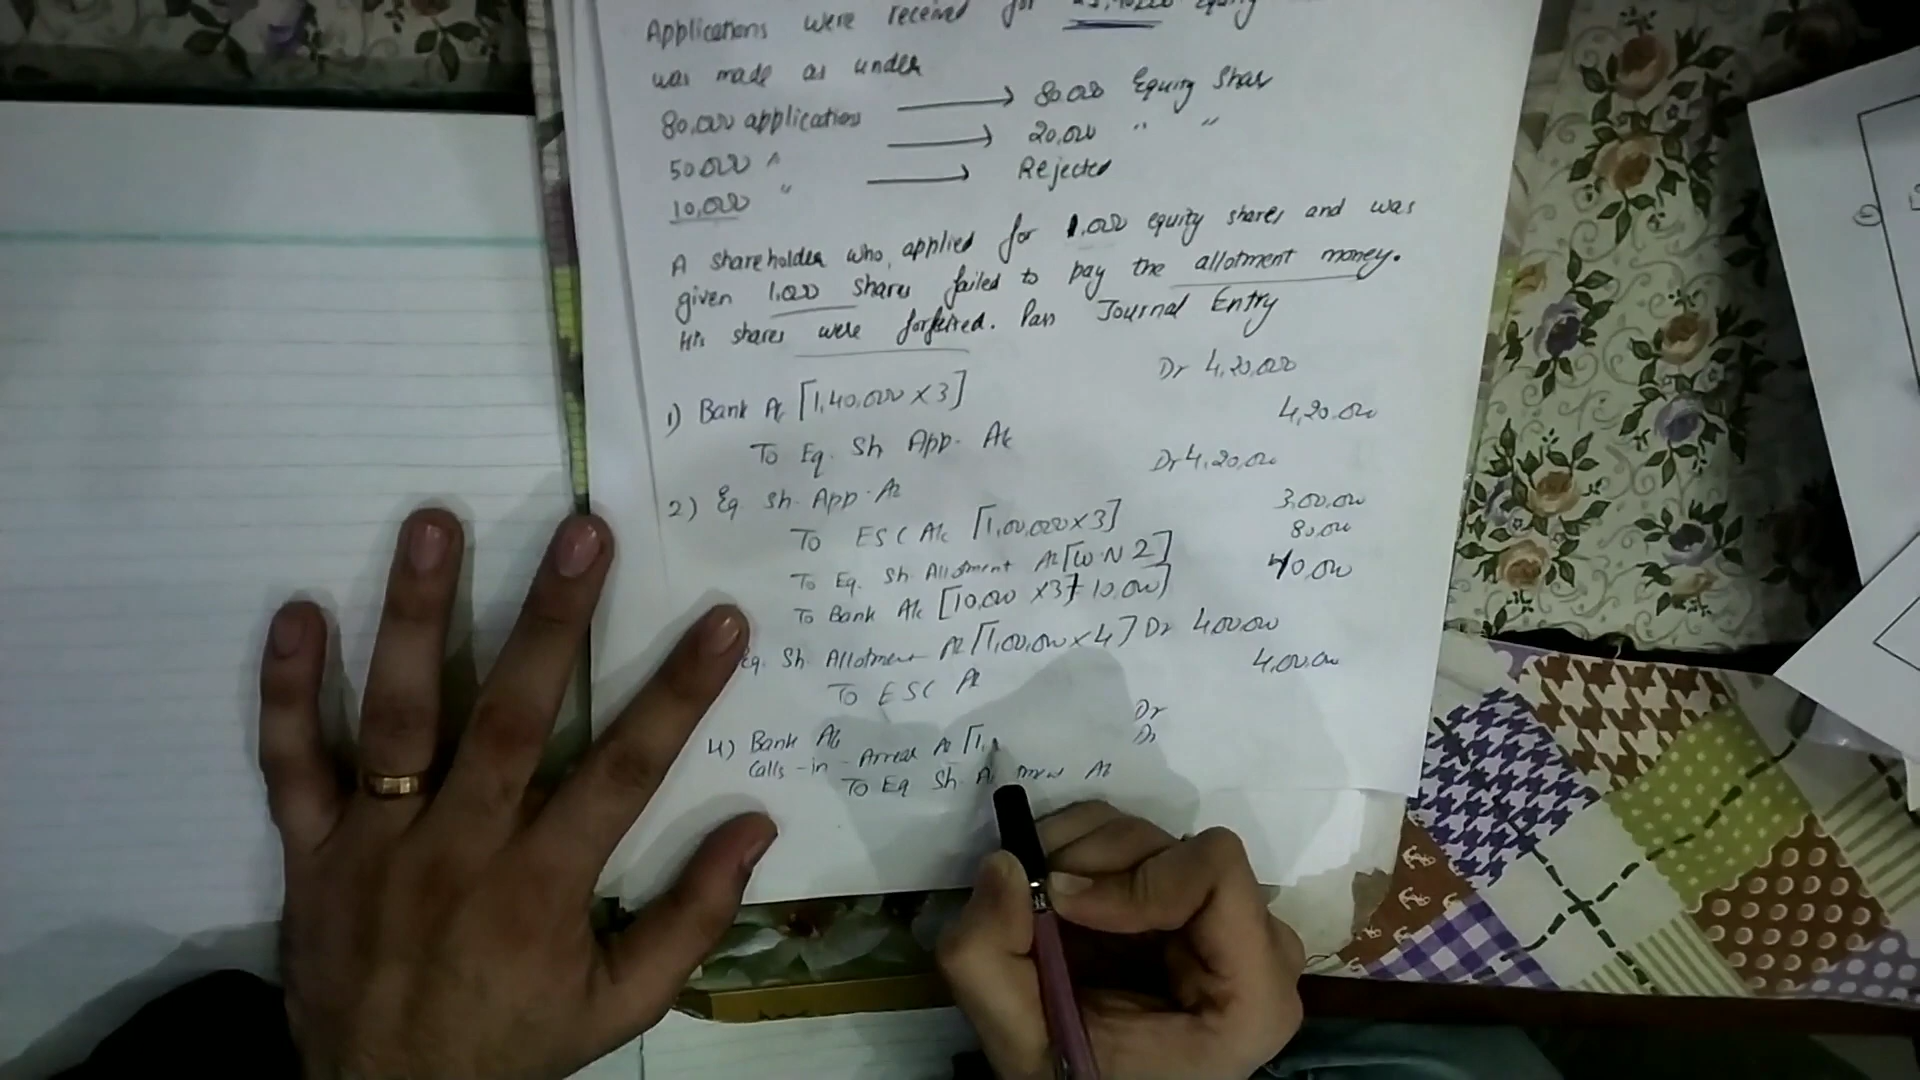 Applications were received for 1,40,000 Equity
was made as under
80,000 applications → 80,000 Equity Shar
50,000 " → 20,000 " "
10,000 " → Rejected
A shareholder who applied for 1,000 equity shares and was
given 1,000 shares failed to pay the allotment money.
His shares were forfeited. Pass Journal Entry
1) Bank A/c [1,40,000 × 3] Dr 4,20,000
To Eq. Sh App. A/c 4,20,000
2) Eq Sh. App. A/c Dr 4,20,000
To ESC A/c [1,00,000 × 3] 3,00,000
To Eq. Sh. Allotment A/c [W.N 2] 80,000
To Bank A/c [10,000 × 3 + 10,000] 40,000
Eq. Sh. Allotment A/c [1,00,000 × 4] Dr 4,00,000
To ESC A/c 4,00,000
4) Bank A/c Dr
Calls-in-Arrear A/c [1, Dr
To Eq Sh A/c